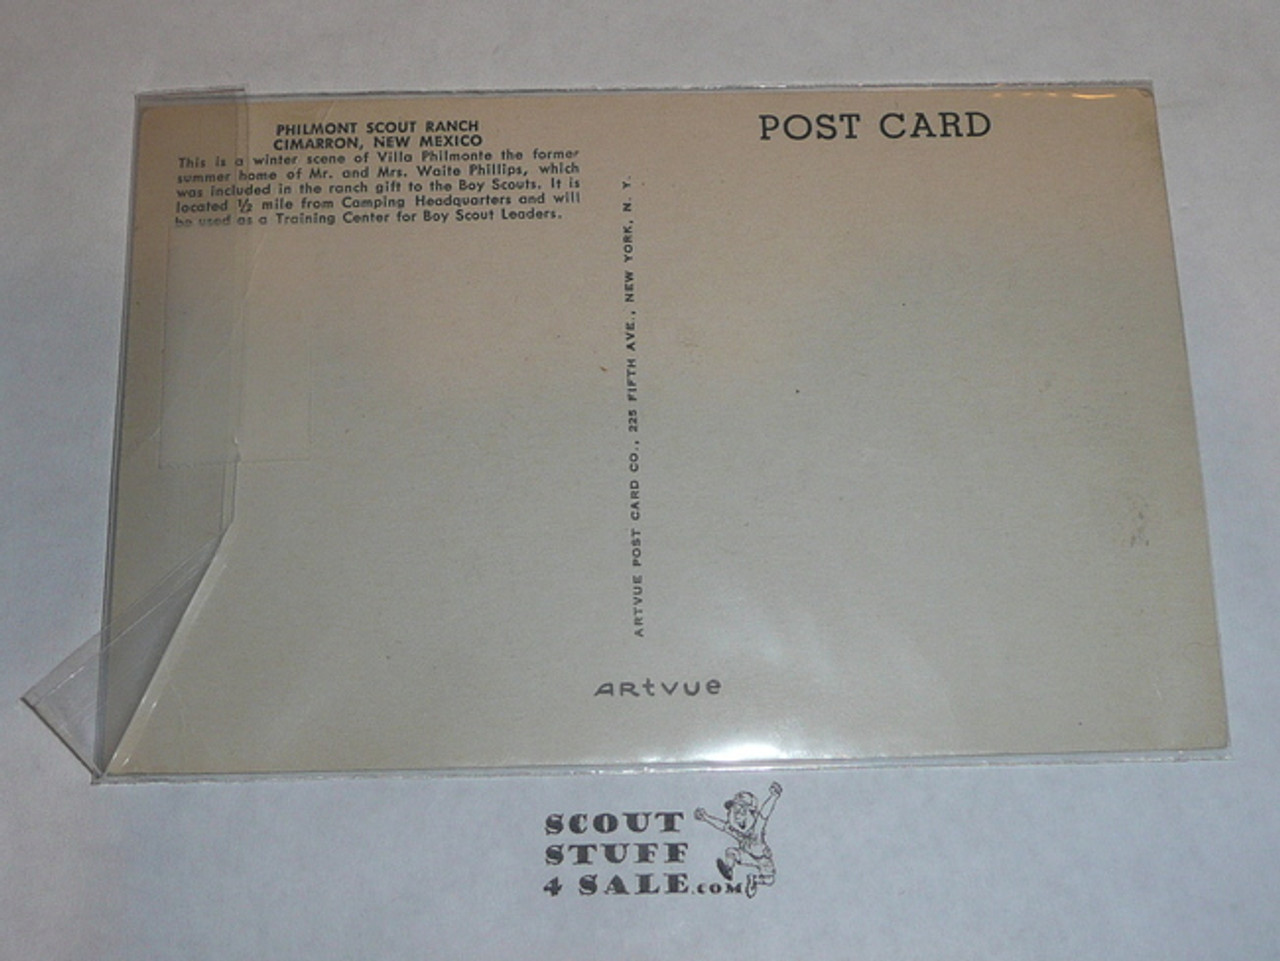 PHILMONT SCOUT RANCH
CIMARRON, NEW MEXICO
This is a winter scene of Villa Philmonte the former
summer home of Mr. and Mrs. Waite Phillips, which
was included in the ranch gift to the Boy Scouts. It is
located ½ mile from Camping Headquarters and will
be used as a Training Center for Boy Scout Leaders.
POST CARD
ARTVUE POST CARD CO., 225 FIFTH AVE., NEW YORK, N. Y.
ARtvue
SCOUT
STUFF
4 SALE.COM